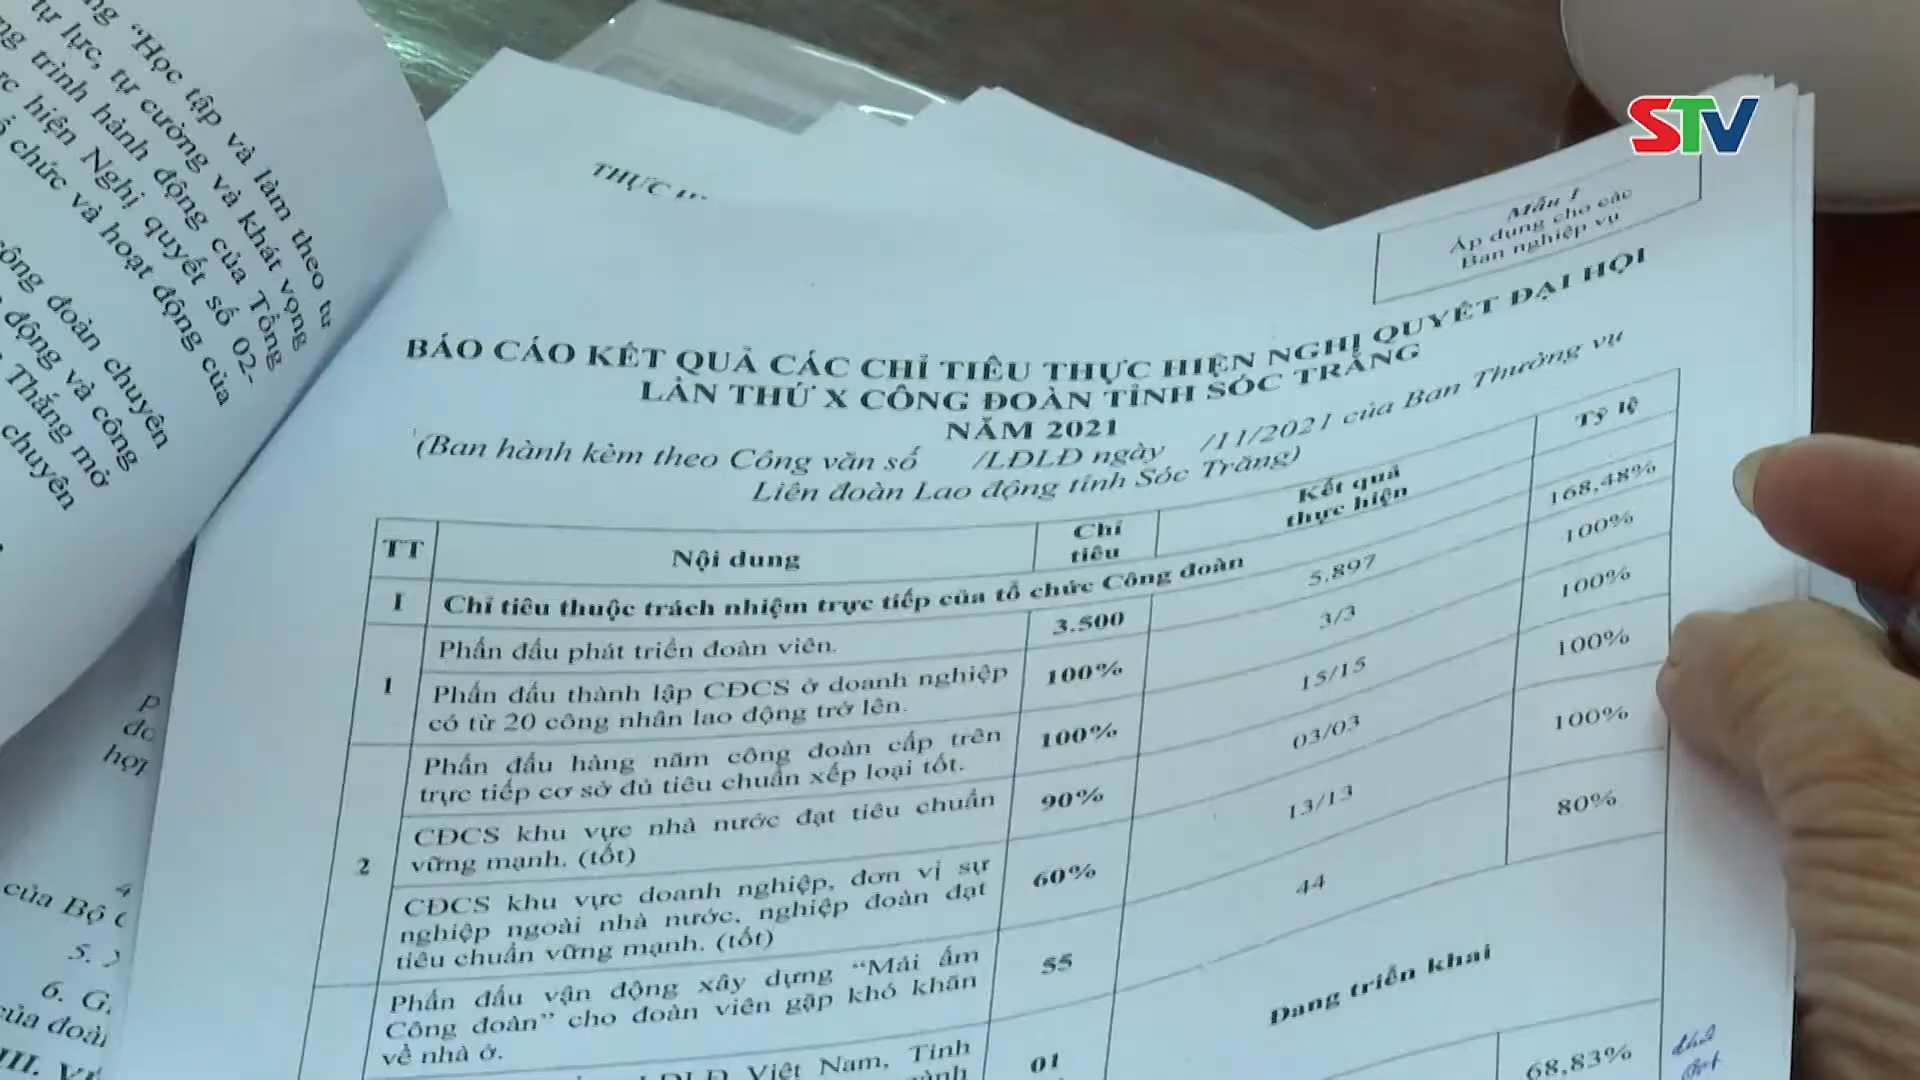 STV
ng “Học tập và làm theo tư
tự lực, tự cường và khát vọng
trình hành động của Tổng
hiện Nghị quyết số 02-
chức và hoạt động của
công đoàn chuyên
động và công
Thắng mở
chuyên
THỰC
Mẫu 1
Áp dụng cho các
Ban nghiệp vụ
BÁO CÁO KẾT QUẢ CÁC CHỈ TIÊU THỰC HIỆN NGHỊ QUYẾT ĐẠI HỘI
LẦN THỨ X CÔNG ĐOÀN TỈNH SÓC TRĂNG
NĂM 2021
(Ban hành kèm theo Công văn số /LĐLĐ ngày /11/2021 của Ban Thường vụ
Liên đoàn Lao động tỉnh Sóc Trăng)
TT
Nội dung
Chỉ
tiêu
Kết quả
thực hiện
Tỷ lệ
I
Chỉ tiêu thuộc trách nhiệm trực tiếp của tổ chức Công đoàn
1
Phấn đấu phát triển đoàn viên.
3.500
5.897
168,48%
Phấn đấu thành lập CĐCS ở doanh nghiệp
có từ 20 công nhân lao động trở lên.
100%
3/3
100%
2
Phấn đấu hàng năm công đoàn cấp trên
trực tiếp cơ sở đủ tiêu chuẩn xếp loại tốt.
100%
15/15
100%
CĐCS khu vực nhà nước đạt tiêu chuẩn
vững mạnh. (tốt)
90%
03/03
100%
CĐCS khu vực doanh nghiệp, đơn vị sự
nghiệp ngoài nhà nước, nghiệp đoàn đạt
tiêu chuẩn vững mạnh. (tốt)
60%
13/13
100%
Phấn đấu vận động xây dựng “Mái ấm
Công đoàn” cho đoàn viên gặp khó khăn
về nhà ở.
55
44
80%
LĐLĐ Việt Nam, Tỉnh
01
Đang triển khai
68,83%
của Bộ
5.
6. G
của đoàn
III.